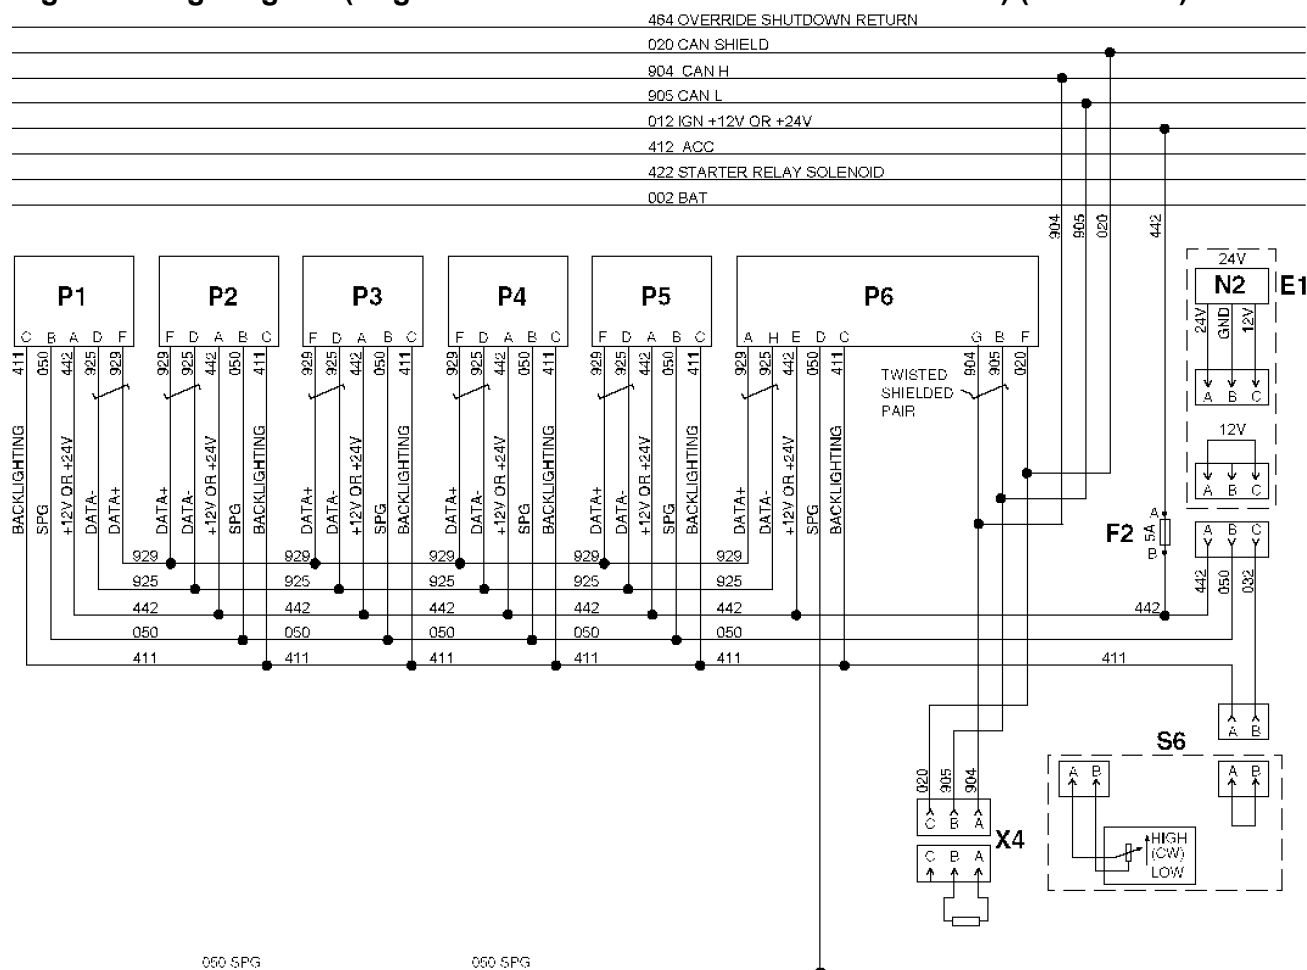 464 OVERRIDE SHUTDOWN RETURN
020 CAN SHIELD
904 CAN H
905 CAN L
012 IGN +12V OR +24V
412 ACC
422 STARTER RELAY SOLENOID
002 BAT
904 905 020 442
P1 P2 P3 P4 P5 P6
24V
N2 E1
24V GND 12V
C B A D F
F D A B C
F D A B C
F D A B C
F D A B C
A H E D C G B F
411 050 442 925 929
929 925 442 050 411
929 925 442 050 411
929 925 442 050 411
929 925 442 050 411
929 925 442 050 411
904 905 020
TWISTED
SHIELDED
PAIR
A B C
12V
A B C
BACKLIGHTING SPG +12V OR +24V DATA- DATA+
DATA+ DATA- +12V OR +24V SPG BACKLIGHTING
DATA+ DATA- +12V OR +24V SPG BACKLIGHTING
DATA+ DATA- +12V OR +24V SPG BACKLIGHTING
DATA+ DATA- +12V OR +24V SPG BACKLIGHTING
DATA+ DATA- +12V OR +24V SPG BACKLIGHTING
A
F2 5A
B
A B C
442 050 032
929 929 929 929
925 925 925 925
442 442 442 442 442 442
050 050 050 050 050
411 411 411 411 411 411
A B
S6
020 905 904
C B A
X4
C B A
A B
A B
HIGH
(CW)
LOW
050 SPG 050 SPG